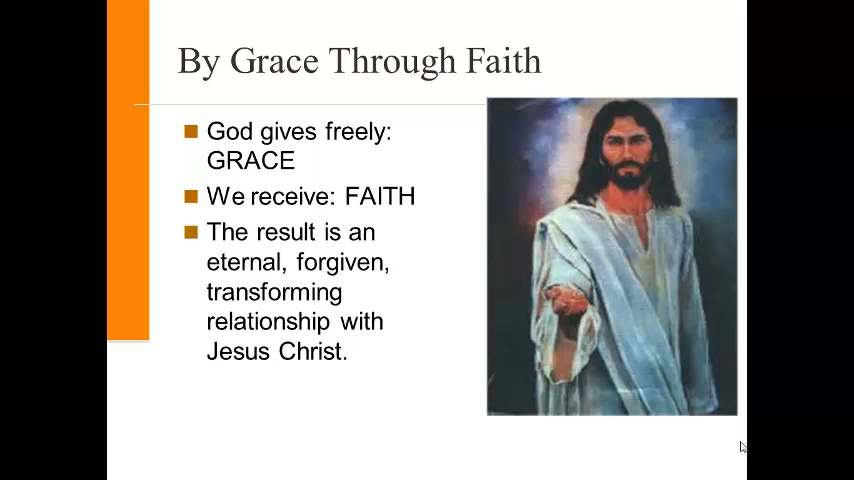 By Grace Through Faith
God gives freely:
GRACE
We receive: FAITH
The result is an
eternal, forgiven,
transforming
relationship with
Jesus Christ.